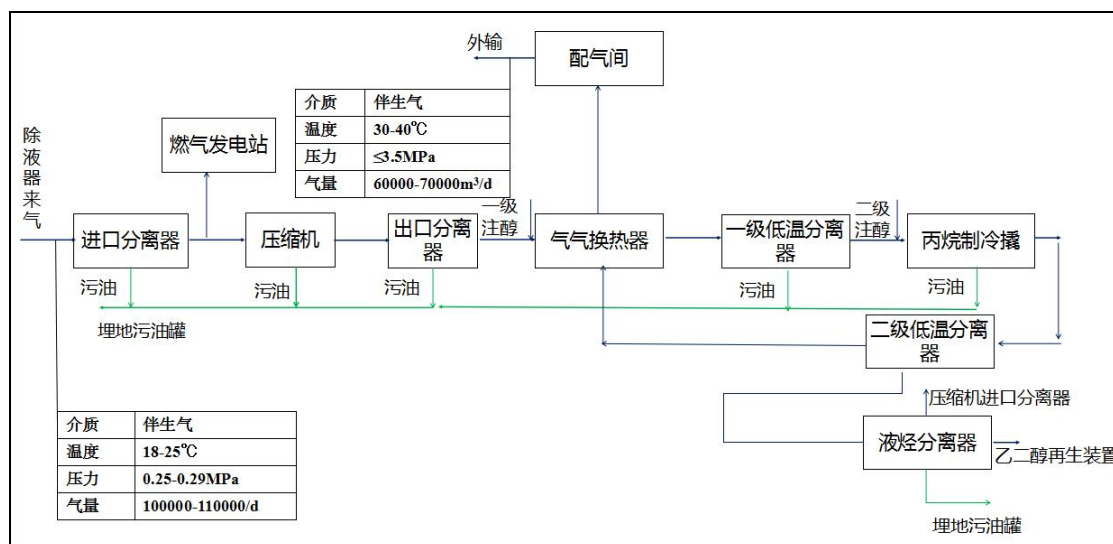 外输
配气间
介质 伴生气
温度 30-40℃
压力 ≤3.5MPa
气量 60000-70000m³/d
除
液
器
来
气
燃气发电站
进口分离器
压缩机
出口分离
器
一级
注醇
气气换热器
一级低温分离
器
二级
注醇
丙烷制冷撬
污油
污油
污油
污油
污油
埋地污油罐
二级低温分离
器
压缩机进口分离器
液烃分离器
乙二醇再生装置
埋地污油罐
介质 伴生气
温度 18-25℃
压力 0.25-0.29MPa
气量 100000-110000/d